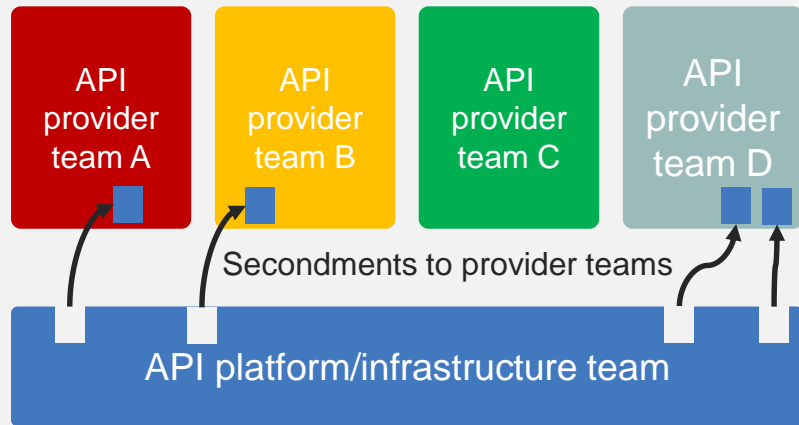 API
provider
team A
API
provider
team B
API
provider
team C
API
provider
team D
Secondments to provider teams
API platform/infrastructure team